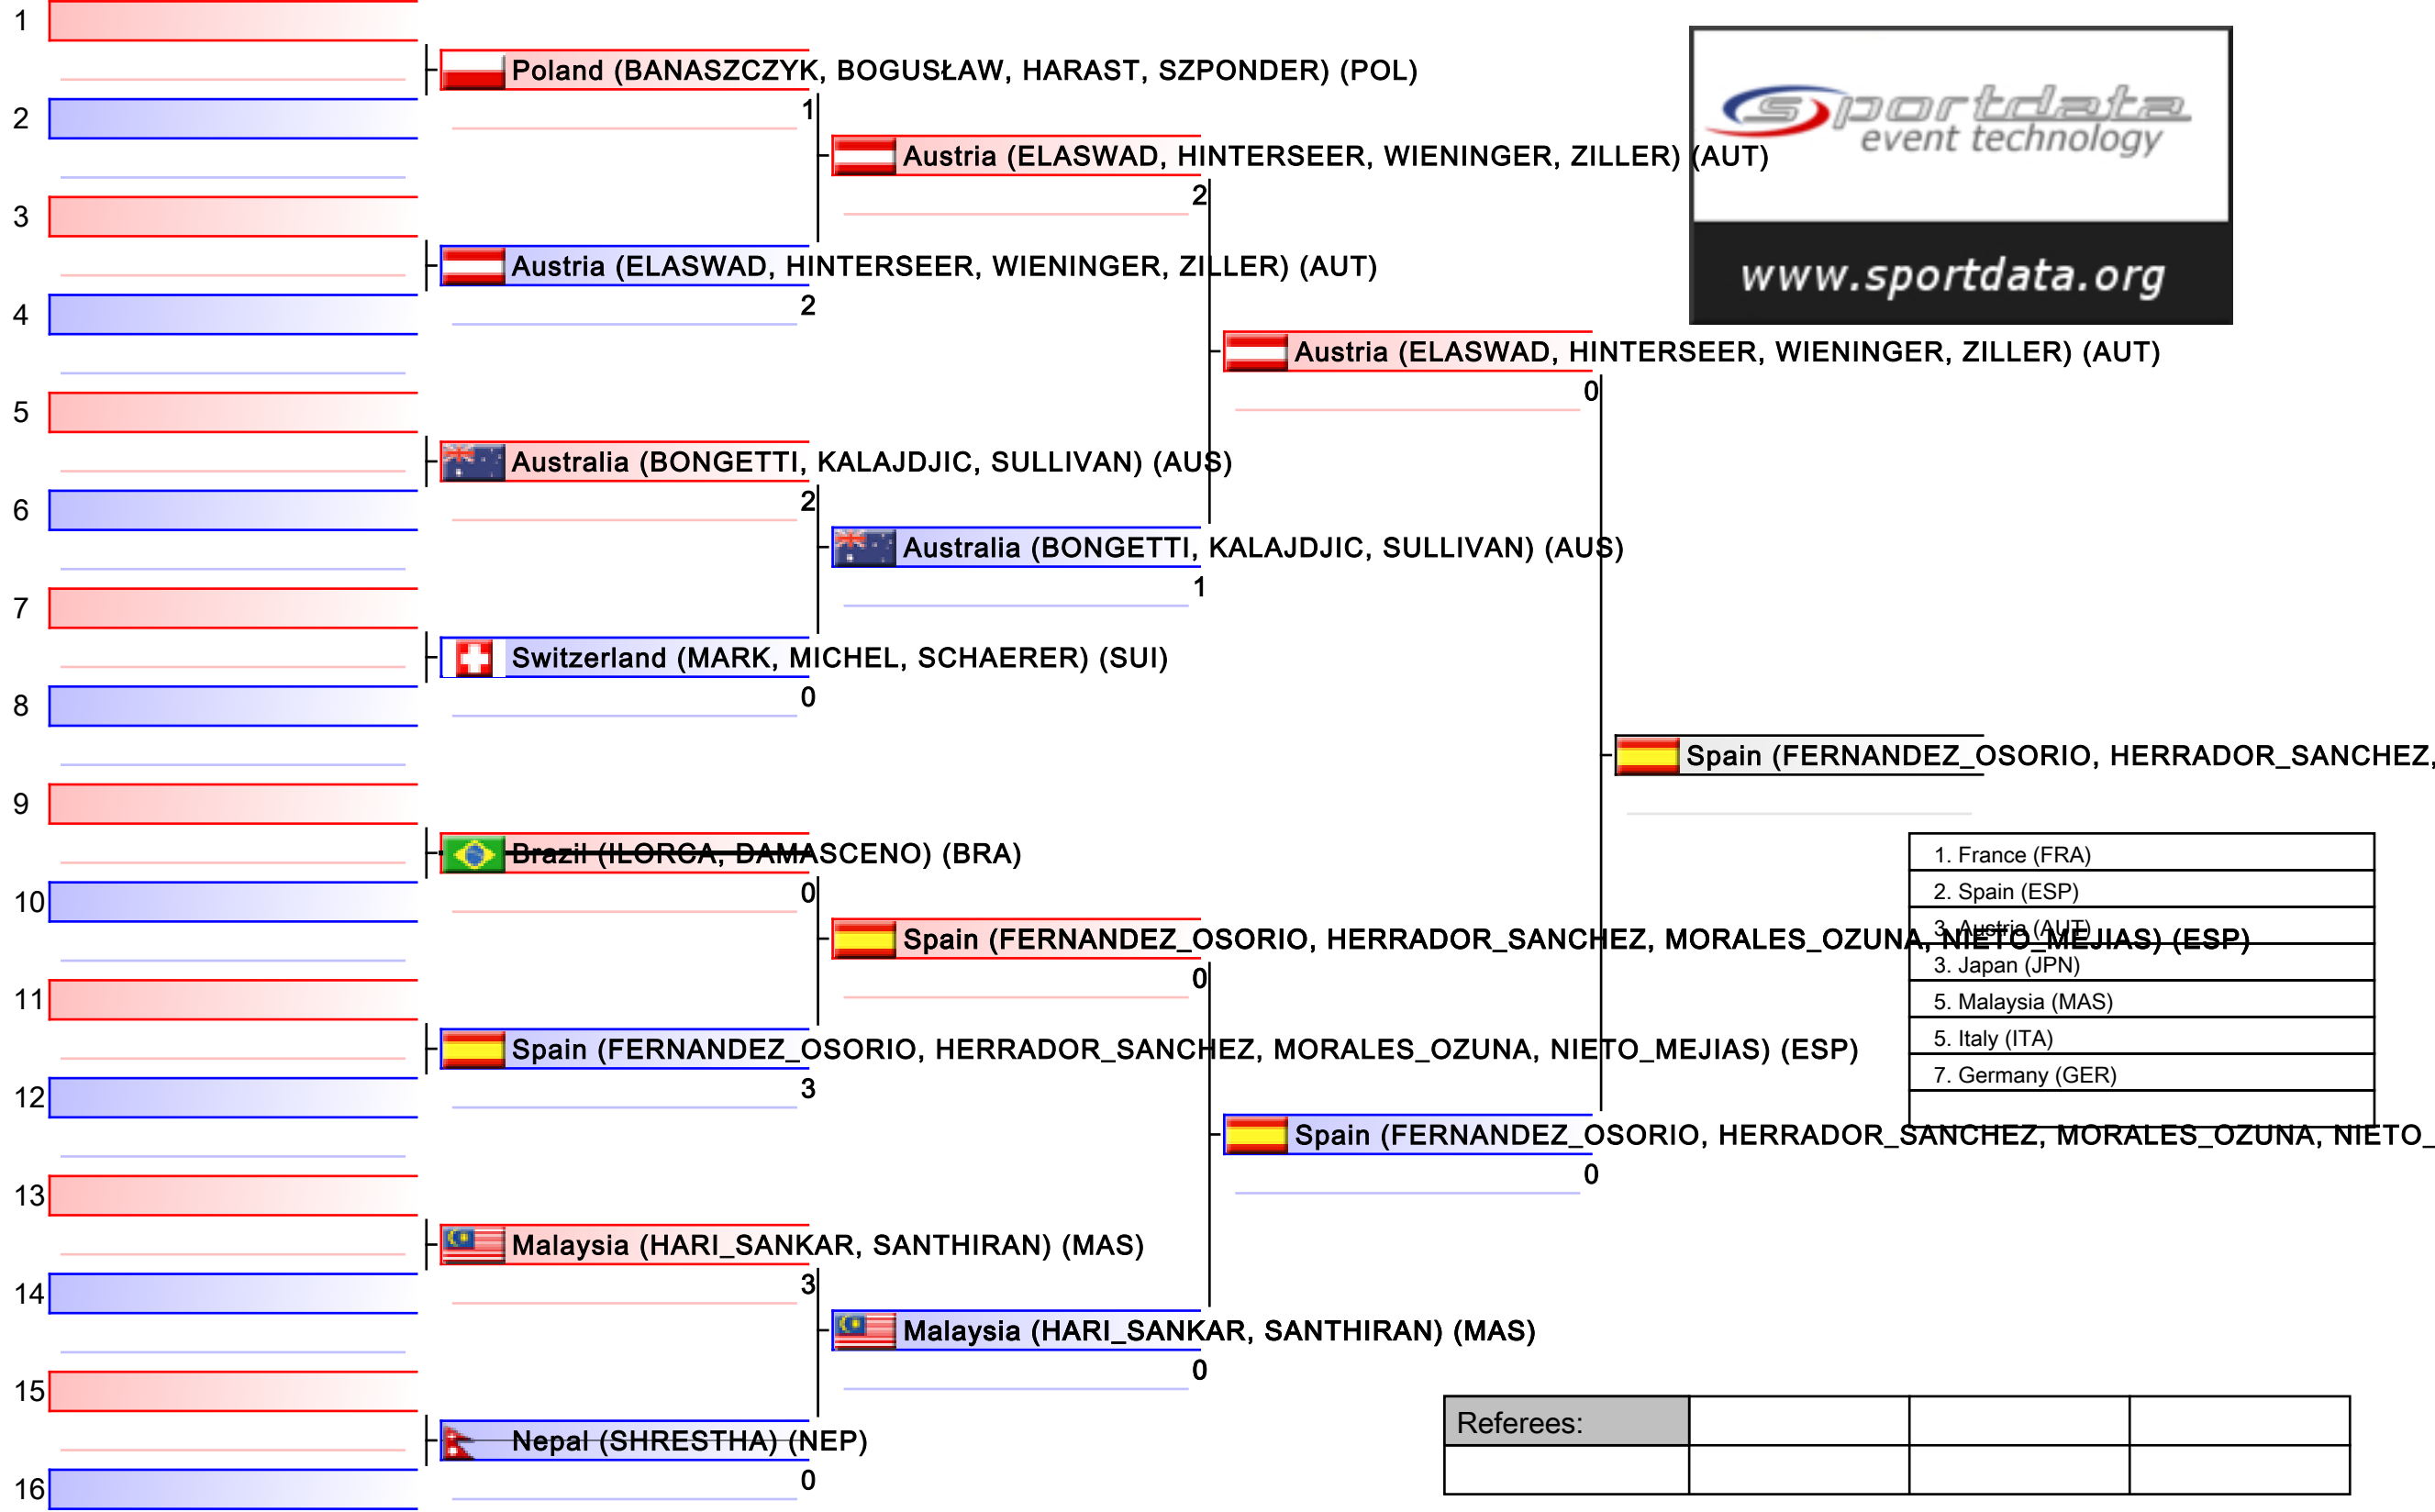 1
Poland (BANASZCZYK, BOGUSŁAW, HARAST, SZPONDER) (POL)
1
2
sportdata
event technology
www.sportdata.org
Austria (ELASWAD, HINTERSEER, WIENINGER, ZILLER) (AUT)
2
3
Austria (ELASWAD, HINTERSEER, WIENINGER, ZILLER) (AUT)
2
4
Austria (ELASWAD, HINTERSEER, WIENINGER, ZILLER) (AUT)
0
5
Australia (BONGETTI, KALAJDJIC, SULLIVAN) (AUS)
2
6
Australia (BONGETTI, KALAJDJIC, SULLIVAN) (AUS)
1
7
Switzerland (MARK, MICHEL, SCHAERER) (SUI)
0
8
Spain (FERNANDEZ_OSORIO, HERRADOR_SANCHEZ,
9
Brazil (ILORCA, DAMASCENO) (BRA)
0
10
1. France (FRA)
2. Spain (ESP)
3. Austria (AUT)
3. Japan (JPN)
5. Malaysia (MAS)
5. Italy (ITA)
7. Germany (GER)
Spain (FERNANDEZ_OSORIO, HERRADOR_SANCHEZ, MORALES_OZUNA, NIETO_MEJIAS) (ESP)
0
11
Spain (FERNANDEZ_OSORIO, HERRADOR_SANCHEZ, MORALES_OZUNA, NIETO_MEJIAS) (ESP)
3
12
Spain (FERNANDEZ_OSORIO, HERRADOR_SANCHEZ, MORALES_OZUNA, NIETO_
0
13
Malaysia (HARI_SANKAR, SANTHIRAN) (MAS)
3
14
Malaysia (HARI_SANKAR, SANTHIRAN) (MAS)
0
15
Nepal (SHRESTHA) (NEP)
0
16
Referees: